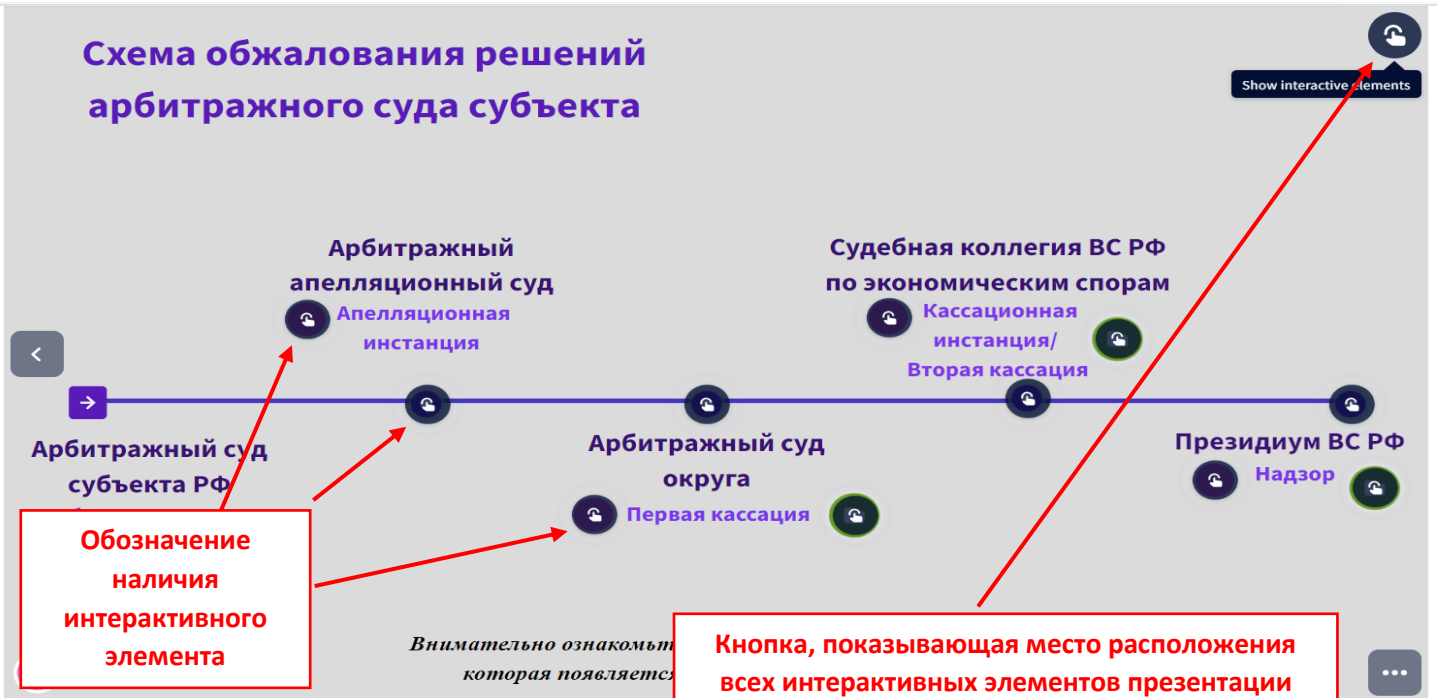 Схема обжалования решений
арбитражного суда субъекта
Show interactive elements
Арбитражный
апелляционный суд
Апелляционная
инстанция
Судебная коллегия ВС РФ
по экономическим спорам
Кассационная
инстанция/
Вторая кассация
Арбитражный суд
субъекта РФ
Арбитражный суд
округа
Первая кассация
Президиум ВС РФ
Надзор
Обозначение
наличия
интерактивного
элемента
Внимательно
которая появляется
Кнопка, показывающая место расположения
всех интерактивных элементов презентации